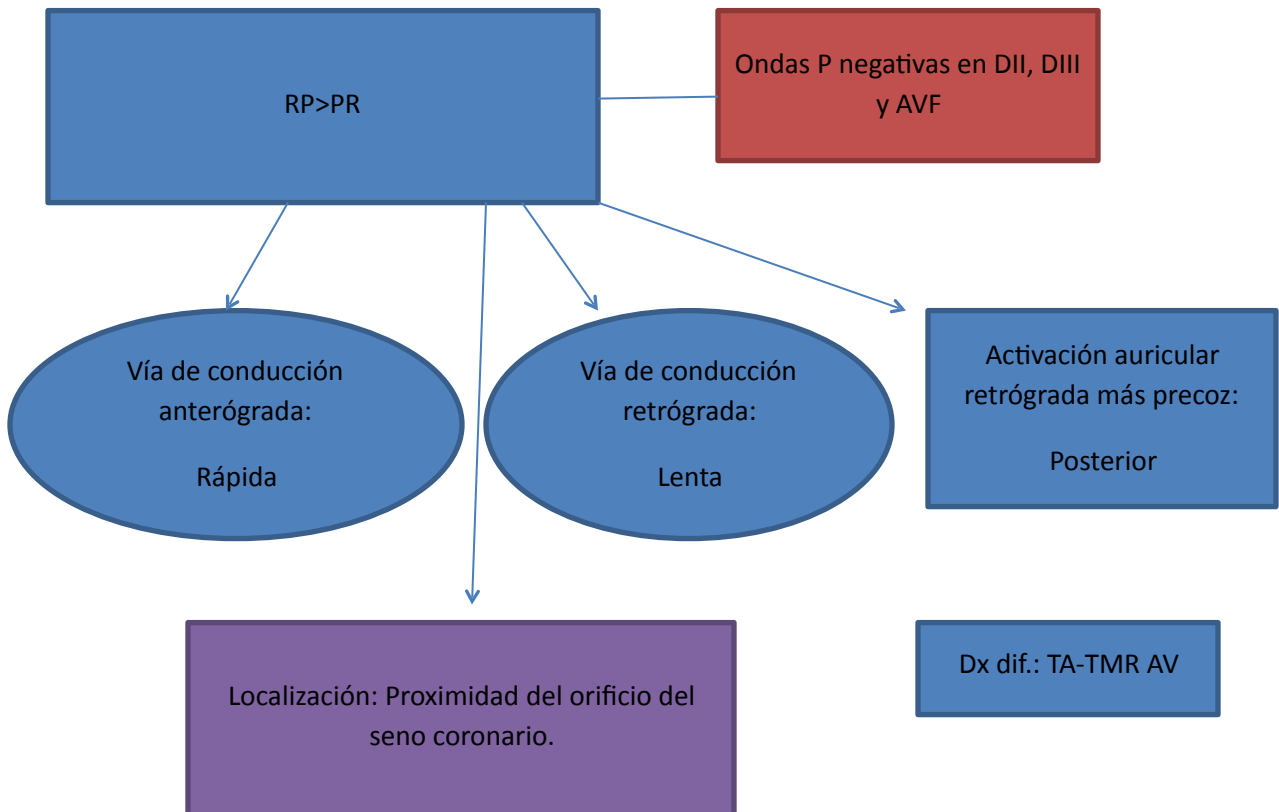 RP>PR
Ondas P negativas en DII, DIII
y AVF
Vía de conducción
anterógrada:
Rápida
Vía de conducción
retrógrada:
Lenta
Activación auricular
retrógrada más precoz:
Posterior
Localización: Proximidad del orificio del
seno coronario.
Dx dif.: TA-TMR AV